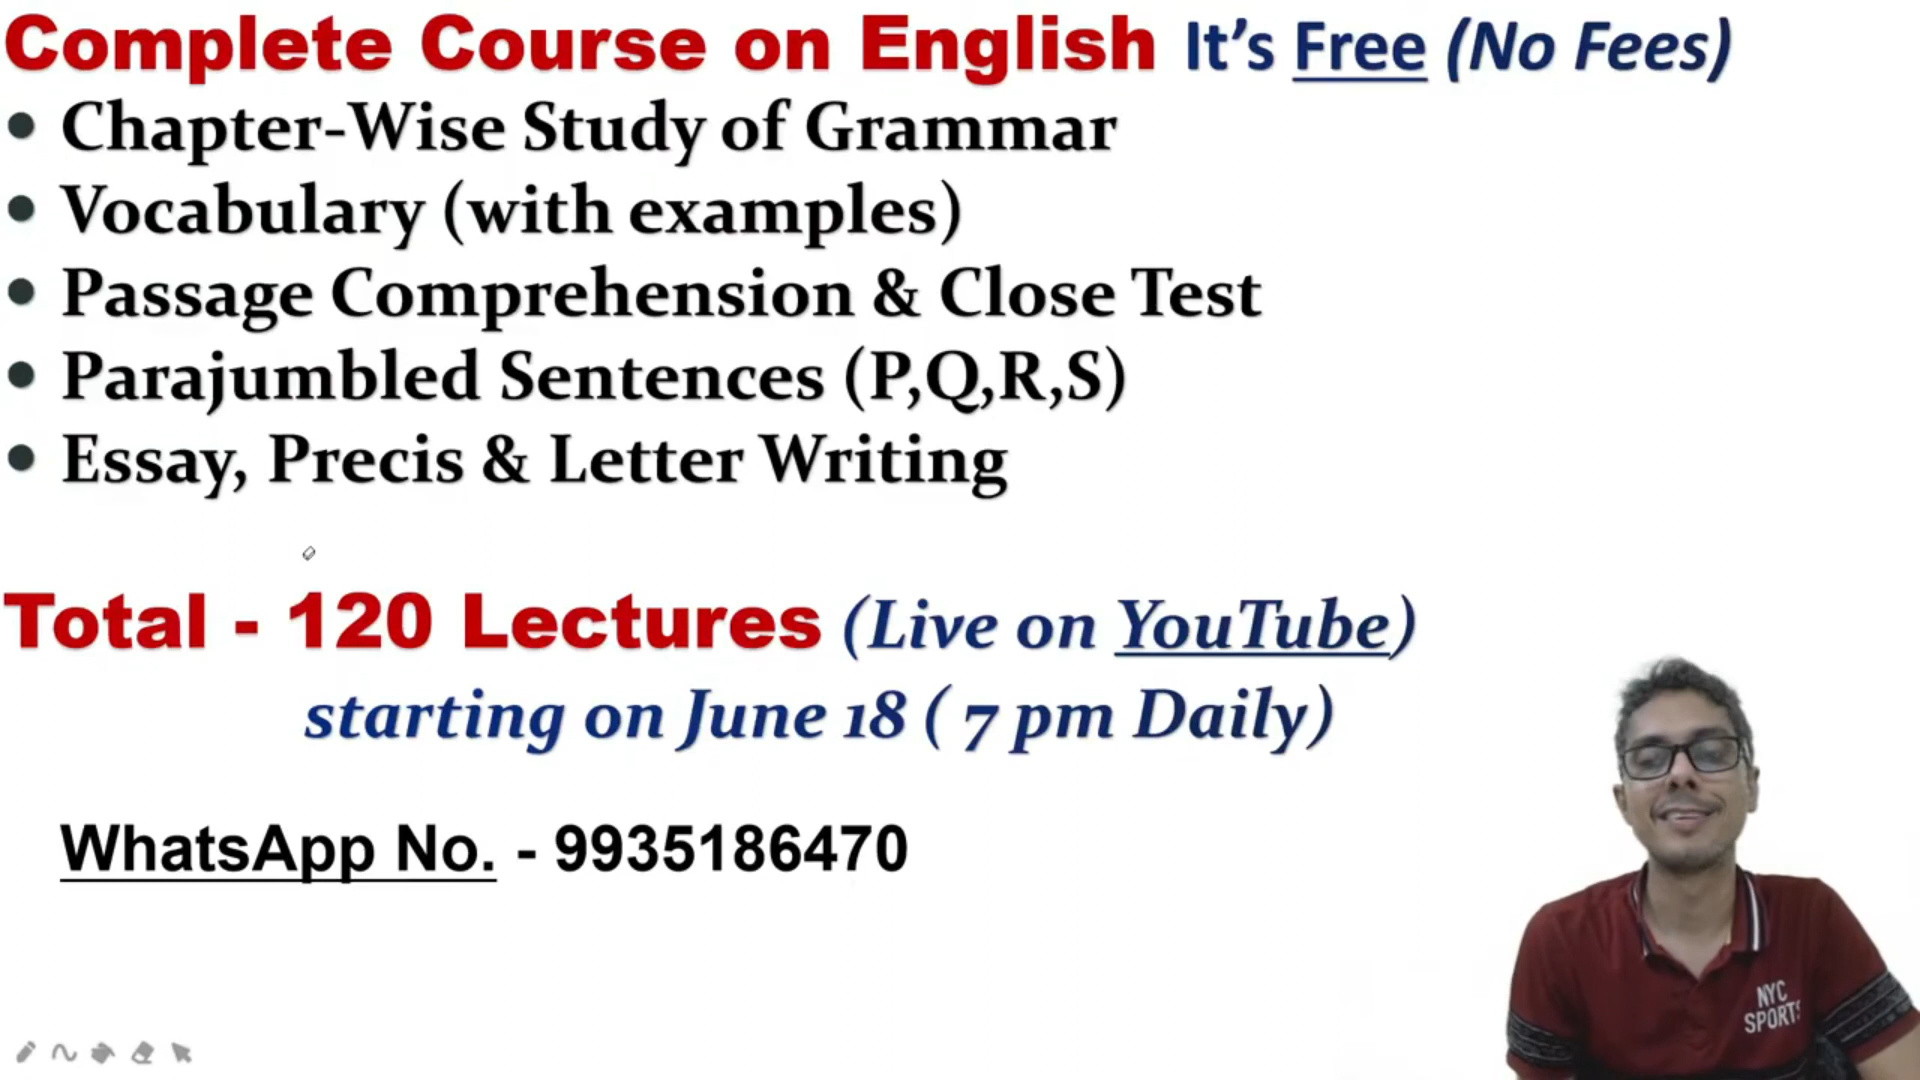 Complete Course on English It's Free (No Fees)
• Chapter-Wise Study of Grammar
• Vocabulary (with examples)
• Passage Comprehension & Close Test
• Parajumbled Sentences (P,Q,R,S)
• Essay, Precis & Letter Writing
Total - 120 Lectures (Live on YouTube)
starting on June 18 ( 7 pm Daily)
WhatsApp No. - 9935186470
NYC
SPORTS